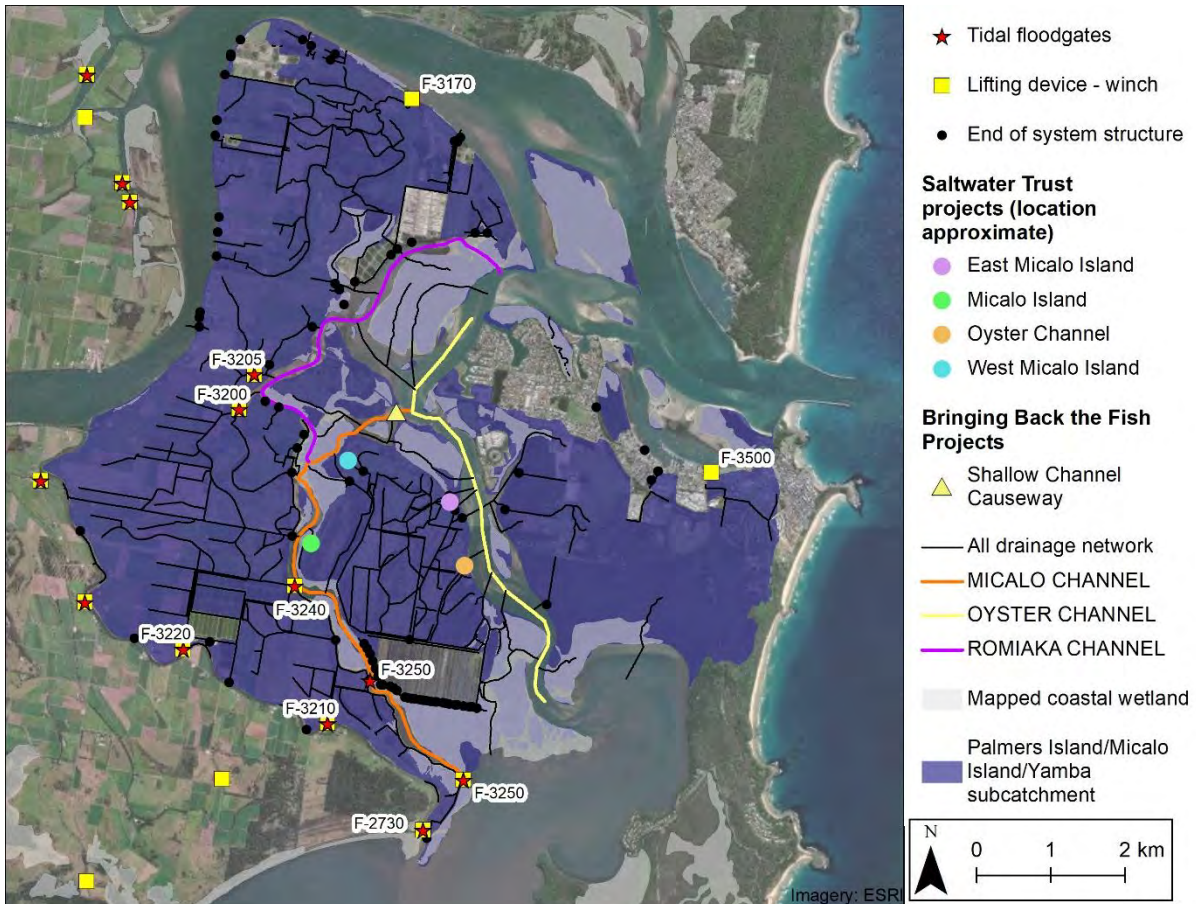 F-3170
F-3205
F-3200
F-3500
F-3240
F-3220
F-3250
F-3210
F-3250
F-2730
Imagery: ESRI
Tidal floodgates
Lifting device - winch
End of system structure
Saltwater Trust
projects (location
approximate)
East Micalo Island
Micalo Island
Oyster Channel
West Micalo Island
Bringing Back the Fish
Projects
Shallow Channel
Causeway
All drainage network
MICALO CHANNEL
OYSTER CHANNEL
ROMIAKA CHANNEL
Mapped coastal wetland
Palmers Island/Micalo
Island/Yamba
subcatchment
N
0 1 2 km